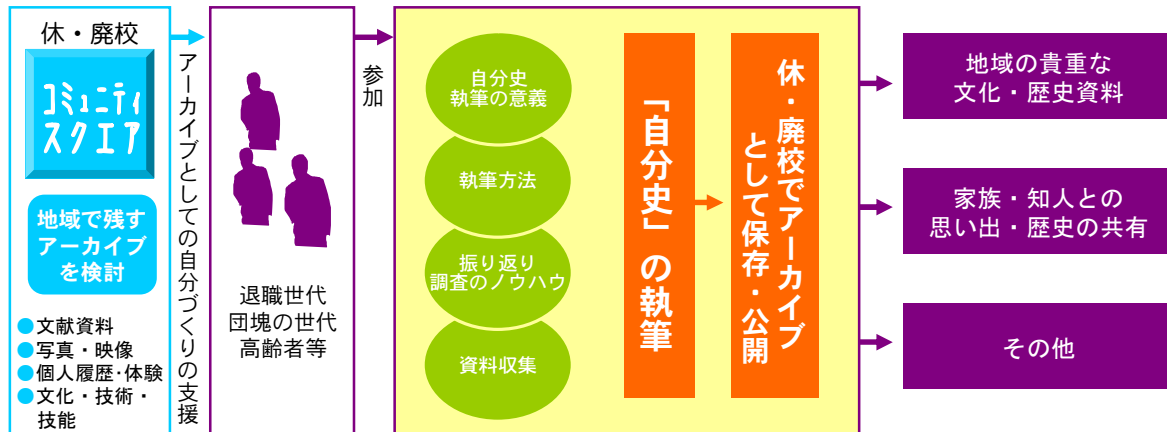 休・廃校
コミュニティ
スクエア
地域で残す
アーカイブ
を検討
●文献資料
●写真・映像
●個人履歴・体験
●文化・技術・
技能
アーカイブとしての自分づくりの支援
退職世代
団塊の世代
高齢者等
参加
自分史
執筆の意義
執筆方法
振り返り
調査のノウハウ
資料収集
「自分史」の執筆
休・廃校でアーカイブ
として保存・公開
地域の貴重な
文化・歴史資料
家族・知人との
思い出・歴史の共有
その他